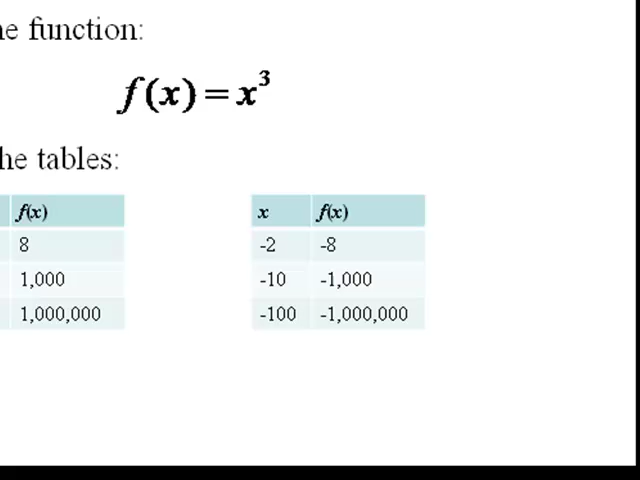 ne function:
f(x) = x³
he tables:
f(x) x f(x)
8 -2 -8
1,000 -10 -1,000
1,000,000 -100 -1,000,000